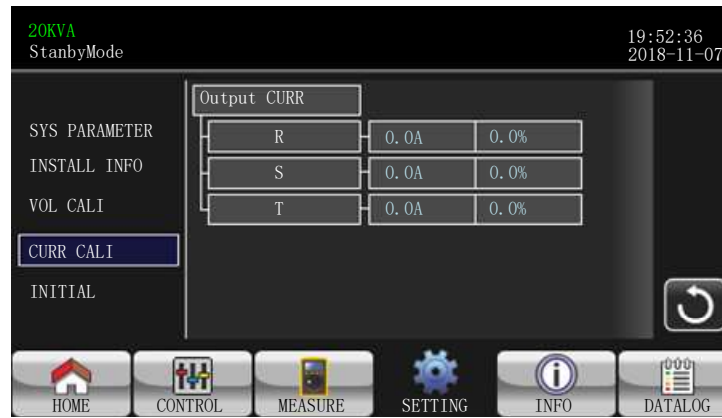 20KVA
StanbyMode
19:52:36
2018-11-07
SYS PARAMETER
INSTALL INFO
VOL CALI
CURR CALI
INITIAL
Output CURR
R 0.0A 0.0%
S 0.0A 0.0%
T 0.0A 0.0%
HOME CONTROL MEASURE SETTING INFO DATALOG